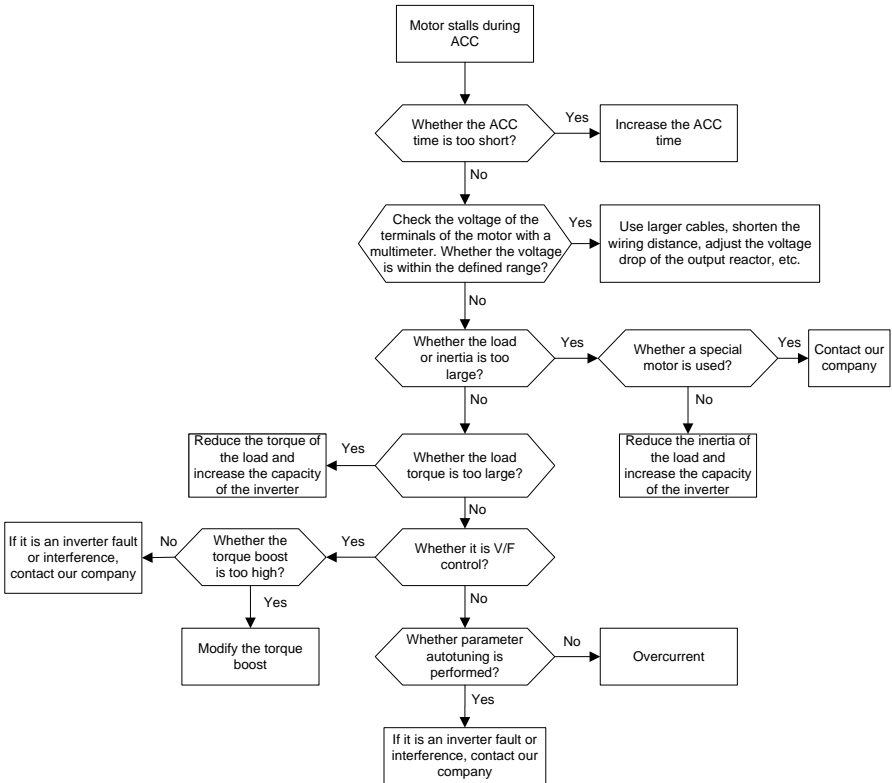 Motor stalls during
ACC
Whether the ACC
time is too short?
Yes
Increase the ACC
time
No
Check the voltage of the
terminals of the motor with a
multimeter. Whether the voltage
is within the defined range?
Yes
Use larger cables, shorten the
wiring distance, adjust the voltage
drop of the output reactor, etc.
No
Whether the load
or inertia is too
large?
Yes
Whether a special
motor is used?
Yes
Contact our
company
No
No
Reduce the torque of
the load and
increase the capacity
of the inverter
Yes
Whether the load
torque is too large?
Reduce the inertia of
the load and
increase the capacity
of the inverter
No
If it is an inverter fault
or interference,
contact our company
No
Whether the
torque boost
is too high?
Yes
Whether it is V/F
control?
Yes
No
Modify the torque
boost
Whether parameter
autotuning is
performed?
No
Overcurrent
Yes
If it is an inverter fault or
interference, contact our
company